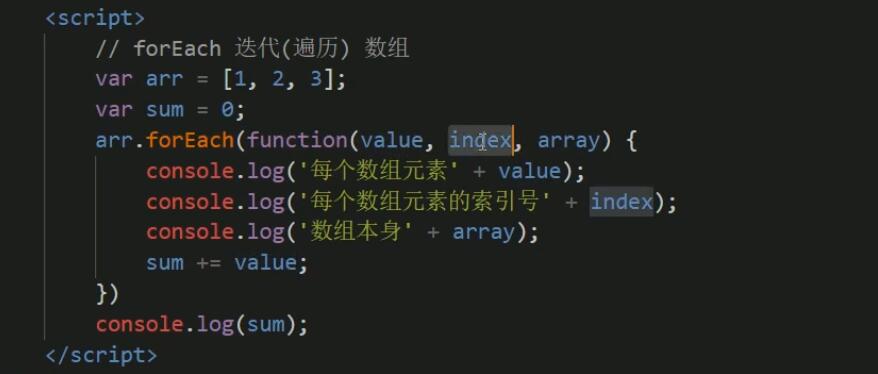 <script>
// forEach 迭代(遍历) 数组
var arr = [1, 2, 3];
var sum = 0;
arr.forEach(function(value, index, array) {
console.log('每个数组元素' + value);
console.log('每个数组元素的索引号' + index);
console.log('数组本身' + array);
sum += value;
})
console.log(sum);
</script>